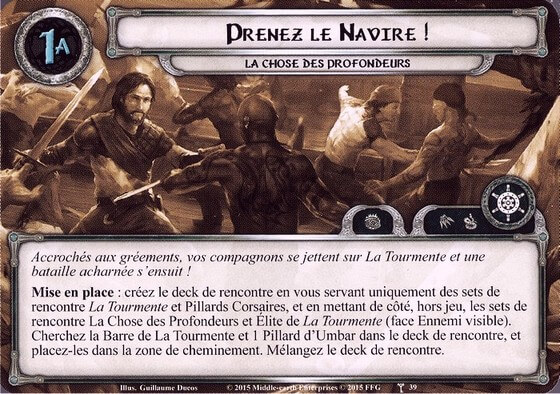 1A
Prenez le Navire !
La Chose des Profondeurs
Accrochés aux gréements, vos compagnons se jettent sur La Tourmente et une
bataille acharnée s'ensuit !
Mise en place : créez le deck de rencontre en vous servant uniquement des sets de
rencontre La Tourmente et Pillards Corsaires, et en mettant de côté, hors jeu, les sets de
rencontre La Chose des Profondeurs et Élite de La Tourmente (face Ennemi visible).
Cherchez la Barre de La Tourmente et 1 Pillard d'Umbar dans le deck de rencontre, et
placez-les dans la zone de cheminement. Mélangez le deck de rencontre.
Illus. Guillaume Ducos © 2015 Middle-earth Enterprises © 2015 FFG 39